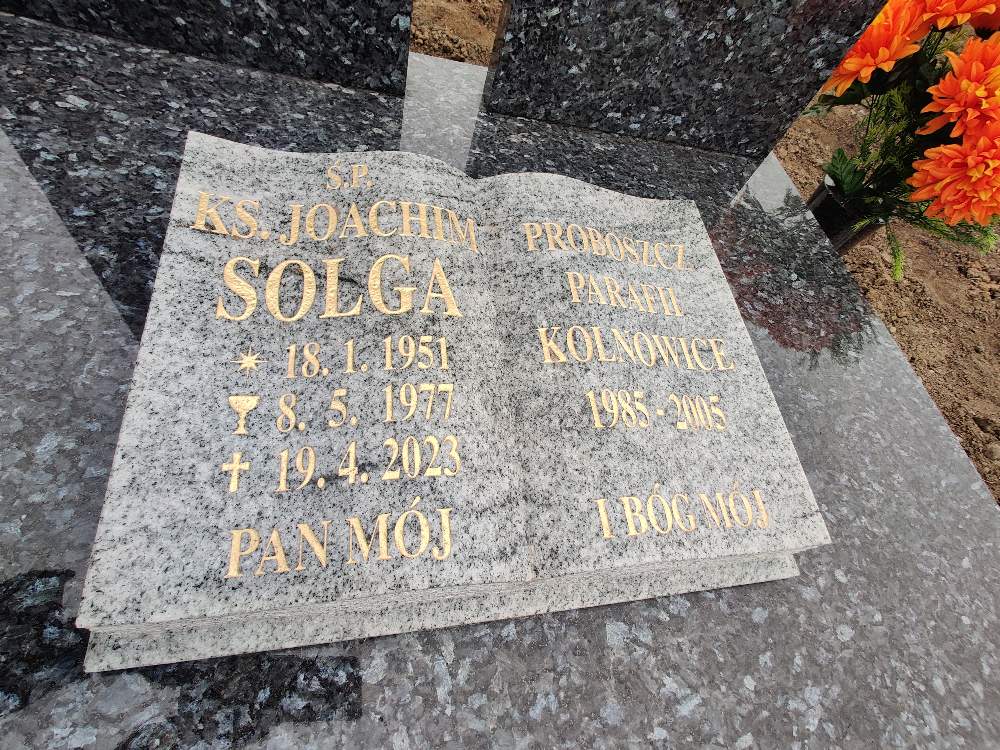 Ś.P.
KS. JOACHIM
SOLGA
18. 1. 1951
8. 5. 1977
19. 4. 2023
PAN MÓJ
PROBOSZCZ
PARAFII
KOLNOWICE
1985 - 2005
I BÓG MÓJ